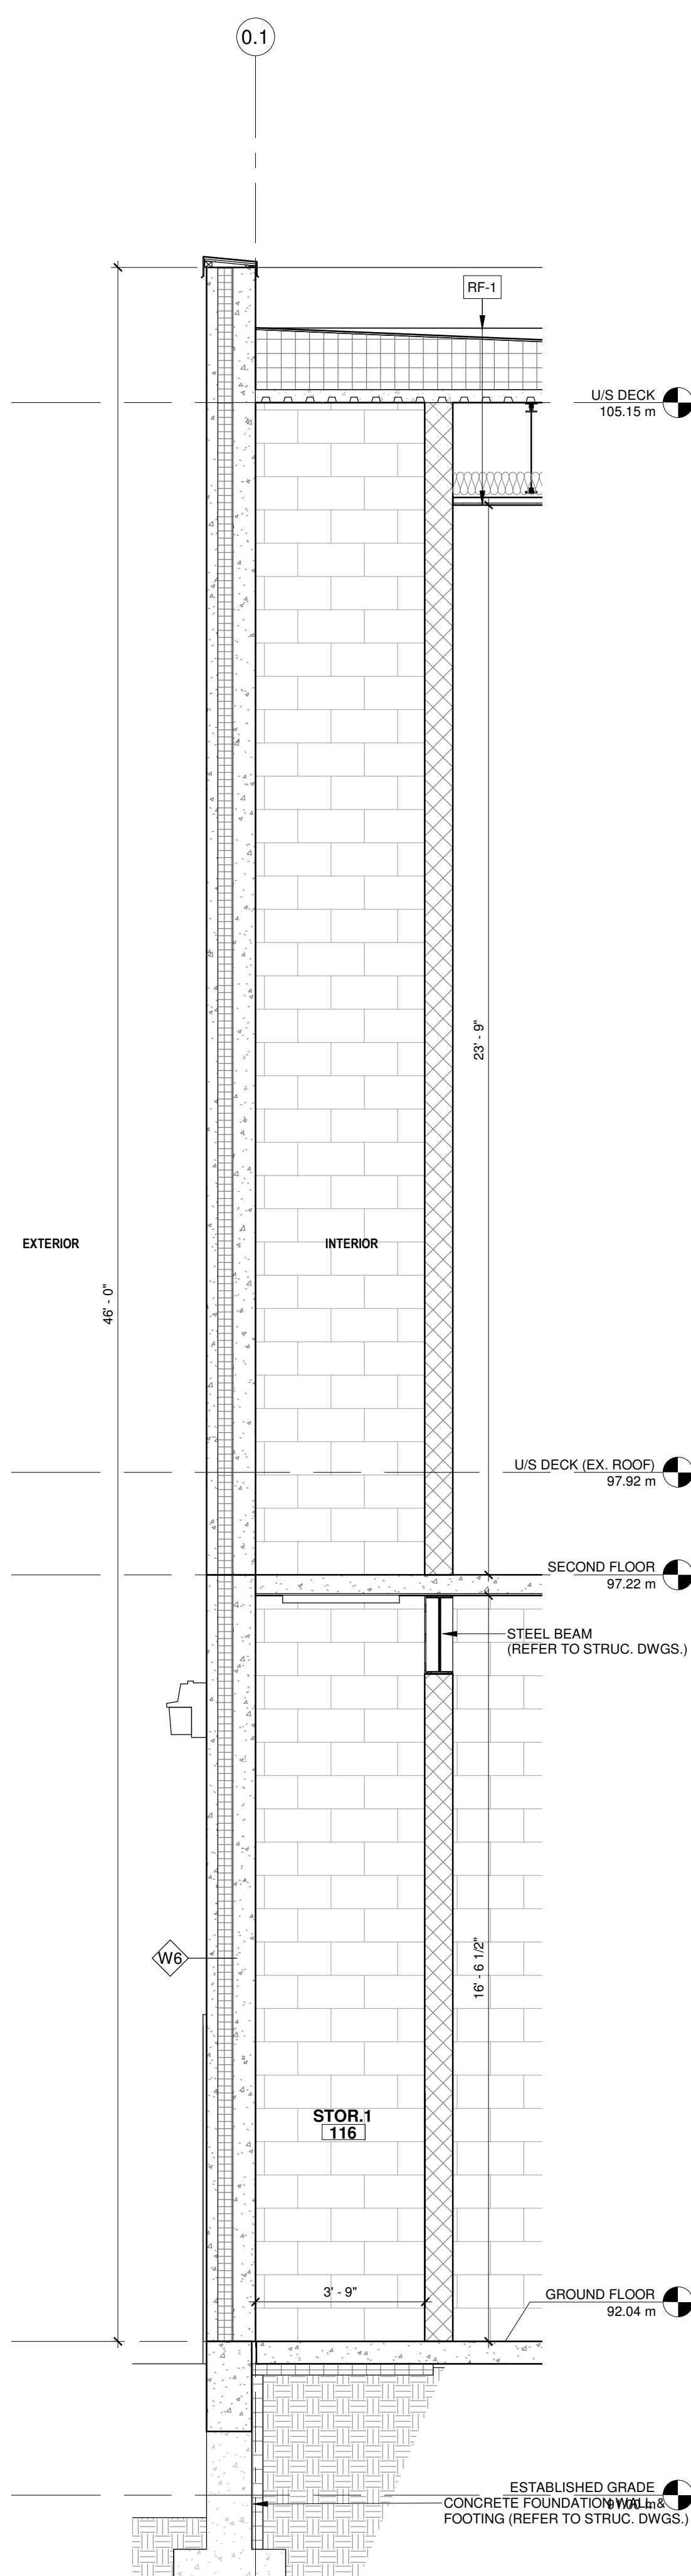 0.1
RF-1
U/S DECK
105.15 m
23' - 9"
EXTERIOR
INTERIOR
46' - 0"
U/S DECK (EX. ROOF)
97.92 m
SECOND FLOOR
97.22 m
STEEL BEAM
(REFER TO STRUC. DWGS.)
W6
16' - 6 1/2"
STOR.1
116
3' - 9"
GROUND FLOOR
92.04 m
ESTABLISHED GRADE
CONCRETE FOUNDATION WALL &
FOOTING (REFER TO STRUC. DWGS.)